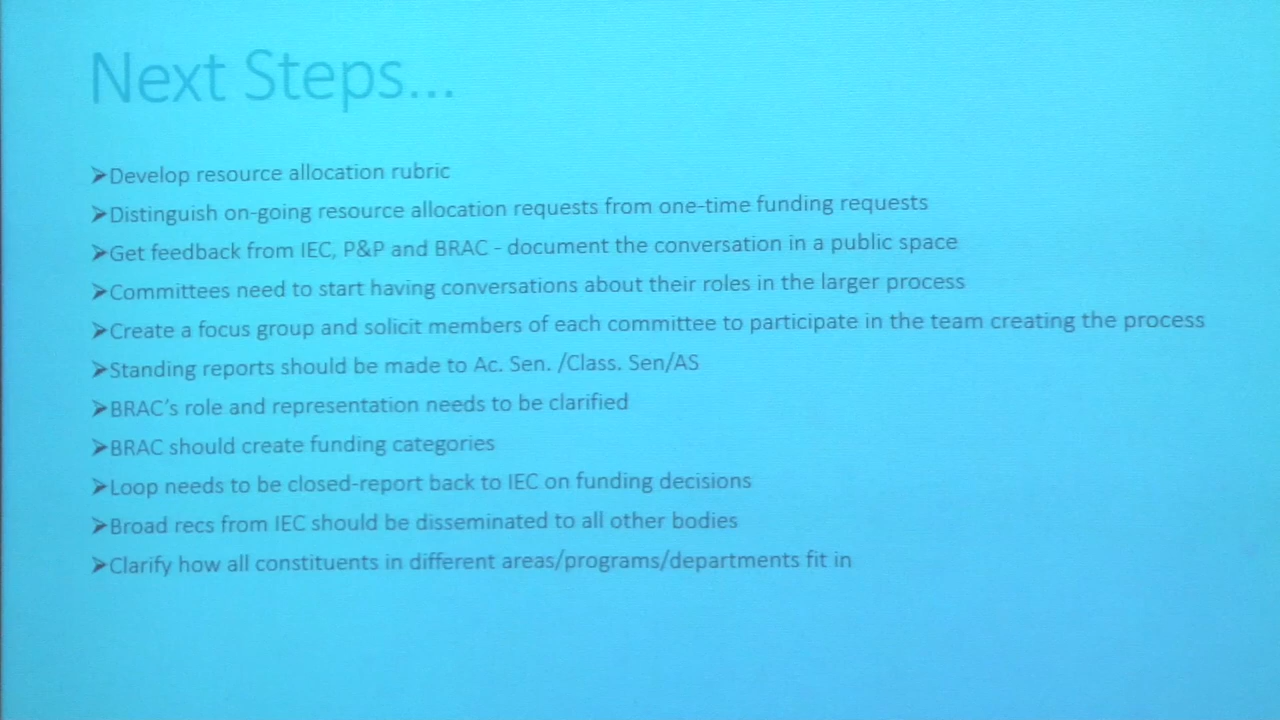 Next Steps...
➢Develop resource allocation rubric
➢Distinguish on-going resource allocation requests from one-time funding requests
➢Get feedback from IEC, P&P and BRAC - document the conversation in a public space
➢Committees need to start having conversations about their roles in the larger process
➢Create a focus group and solicit members of each committee to participate in the team creating the process
➢Standing reports should be made to Ac. Sen. /Class. Sen/AS
➢BRAC's role and representation needs to be clarified
➢BRAC should create funding categories
➢Loop needs to be closed-report back to IEC on funding decisions
➢Broad recs from IEC should be disseminated to all other bodies
➢Clarify how all constituents in different areas/programs/departments fit in